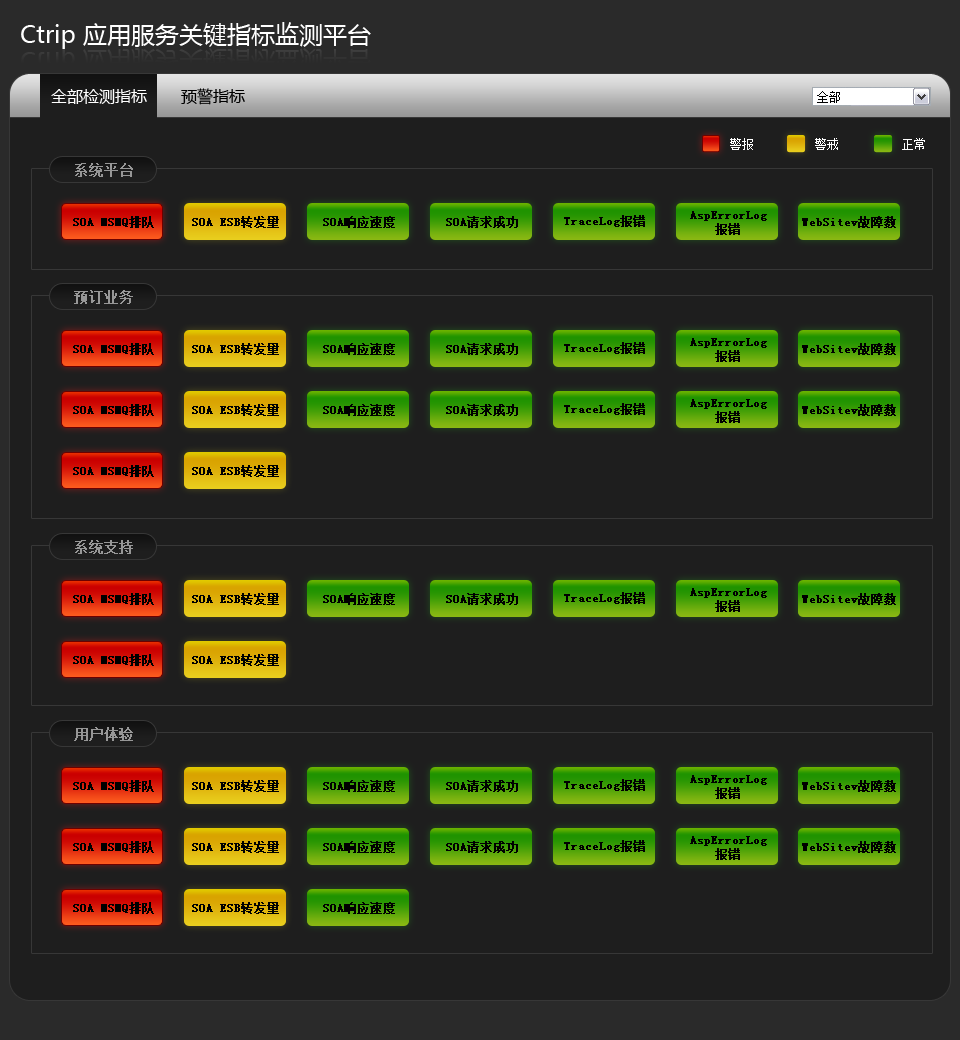 Ctrip 应用服务关键指标监测平台
全部检测指标 预警指标 全部
警报 警戒 正常
系统平台
SOA MSMQ排队 SOA ESB转发量 SOA响应速度 SOA请求成功 TraceLog报错 AspErrorLog报错 WebSitev故障数
预订业务
SOA MSMQ排队 SOA ESB转发量 SOA响应速度 SOA请求成功 TraceLog报错 AspErrorLog报错 WebSitev故障数
SOA MSMQ排队 SOA ESB转发量 SOA响应速度 SOA请求成功 TraceLog报错 AspErrorLog报错 WebSitev故障数
SOA MSMQ排队 SOA ESB转发量
系统支持
SOA MSMQ排队 SOA ESB转发量 SOA响应速度 SOA请求成功 TraceLog报错 AspErrorLog报错 WebSitev故障数
SOA MSMQ排队 SOA ESB转发量
用户体验
SOA MSMQ排队 SOA ESB转发量 SOA响应速度 SOA请求成功 TraceLog报错 AspErrorLog报错 WebSitev故障数
SOA MSMQ排队 SOA ESB转发量 SOA响应速度 SOA请求成功 TraceLog报错 AspErrorLog报错 WebSitev故障数
SOA MSMQ排队 SOA ESB转发量 SOA响应速度